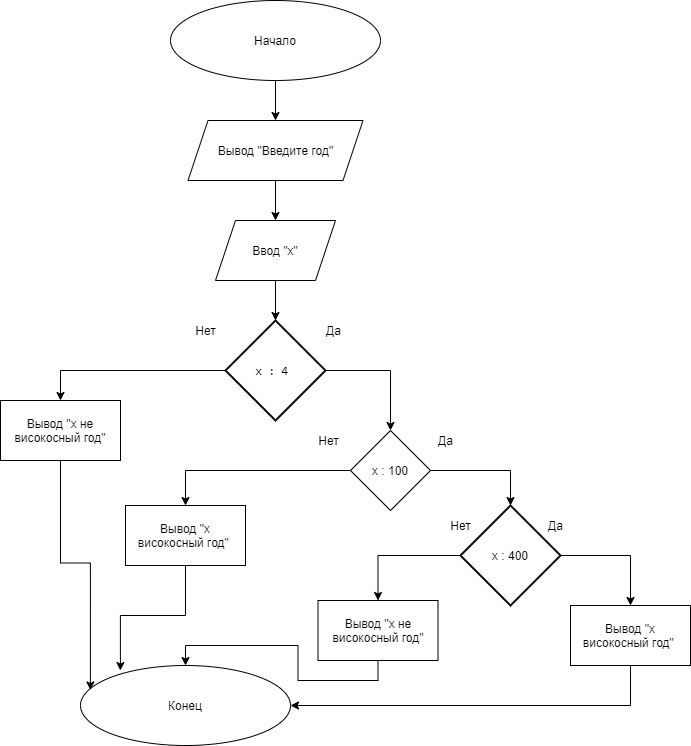 Начало
Вывод "Введите год"
Ввод "x"
Нет
Да
x : 4
Вывод "x не
високосный год"
Нет
Да
x : 100
Вывод "x
високосный год"
Нет
Да
x : 400
Вывод "x не
високосный год"
Вывод "x
високосный год"
Конец